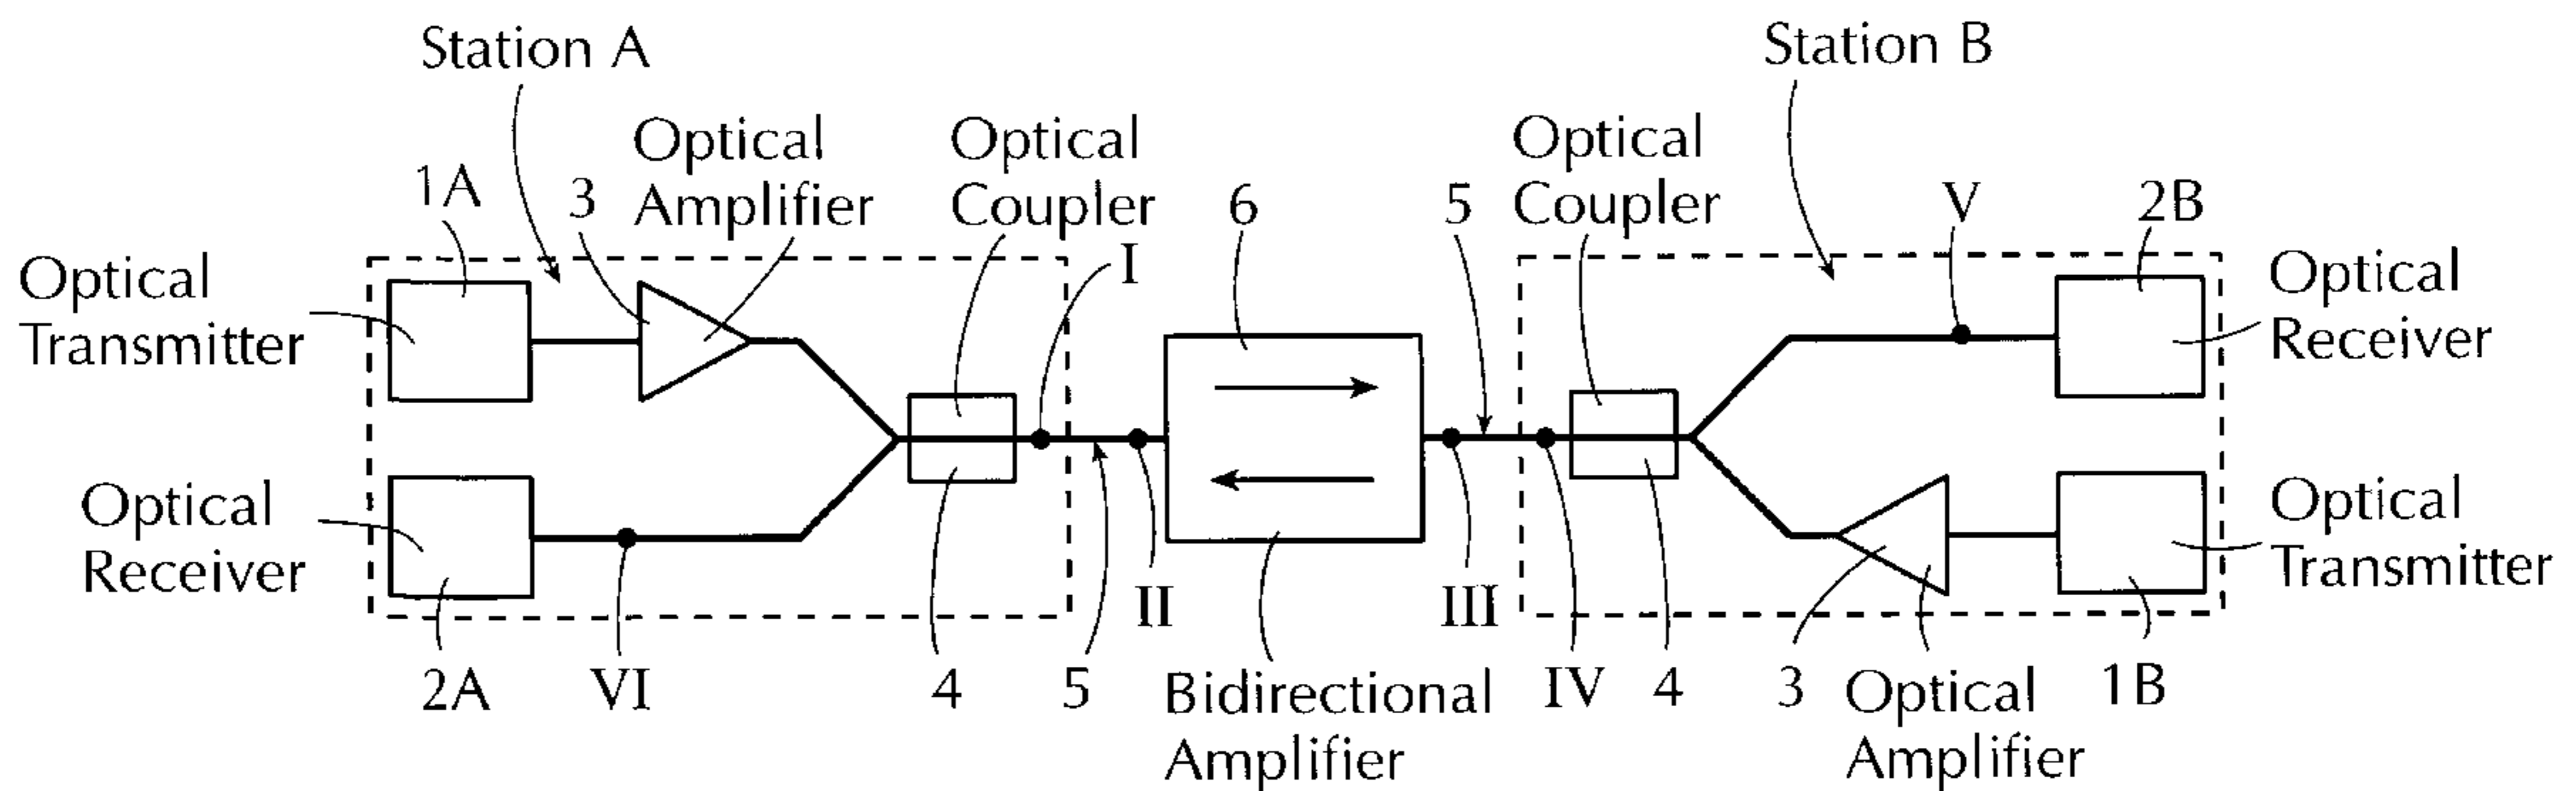 Station A
Station B
Optical
Amplifier
Optical
Coupler
Optical
Coupler
1A
3
I
6
5
V
2B
Optical
Transmitter
Optical
Receiver
Optical
Receiver
Optical
Transmitter
2A
VI
4
5
II
Bidirectional
Amplifier
III
IV
4
3
Optical
Amplifier
1B